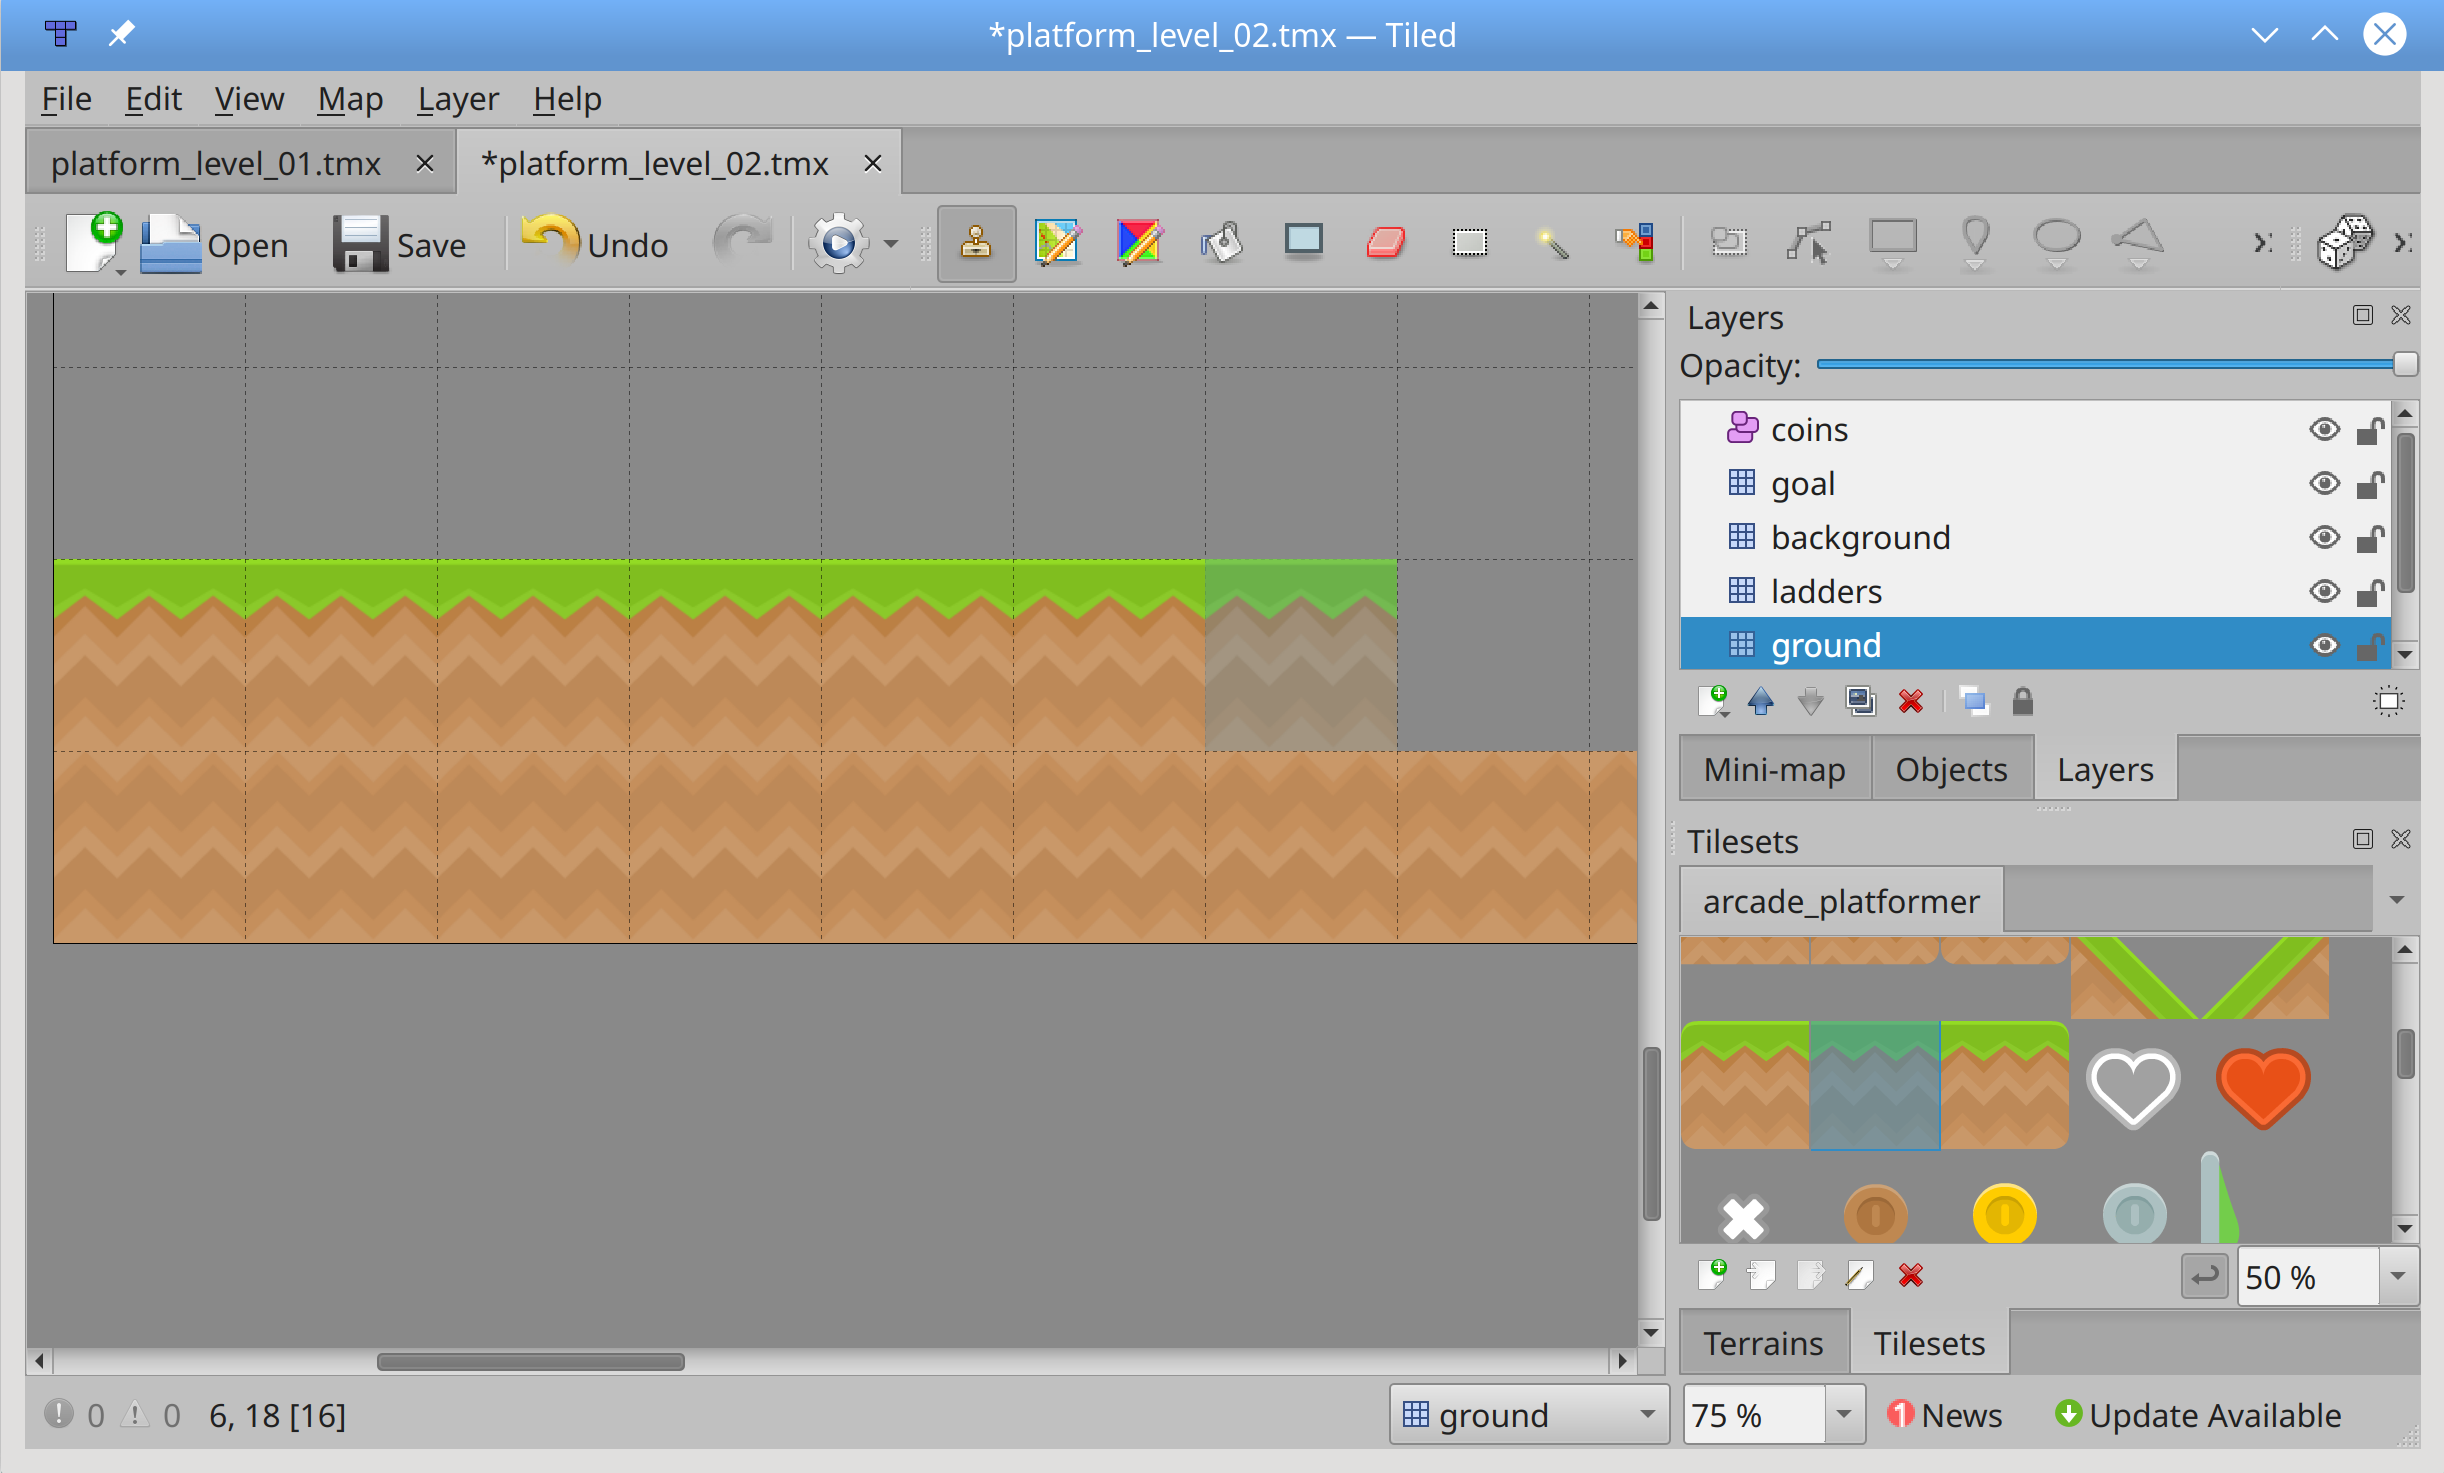 *platform_level_02.tmx — Tiled
File Edit View Map Layer Help
platform_level_01.tmx *platform_level_02.tmx
Open Save Undo
Layers
Opacity:
coins
goal
background
ladders
ground
Mini-map Objects Layers
Tilesets
arcade_platformer
50 %
Terrains Tilesets
0 0 6, 18 [16] ground 75 % 1 News Update Available